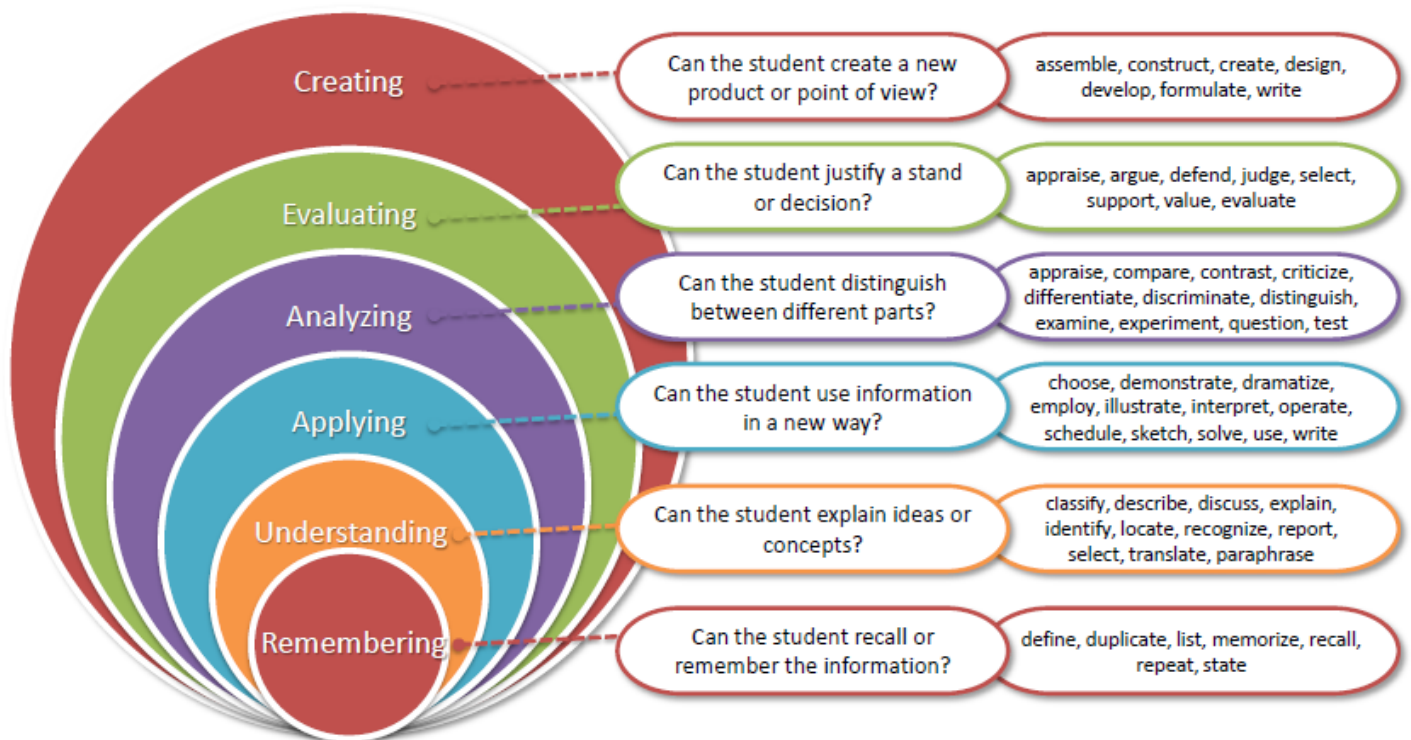 Creating
Can the student create a new
product or point of view?
assemble, construct, create, design,
develop, formulate, write
Evaluating
Can the student justify a stand
or decision?
appraise, argue, defend, judge, select,
support, value, evaluate
Analyzing
Can the student distinguish
between different parts?
appraise, compare, contrast, criticize,
differentiate, discriminate, distinguish,
examine, experiment, question, test
Applying
Can the student use information
in a new way?
choose, demonstrate, dramatize,
employ, illustrate, interpret, operate,
schedule, sketch, solve, use, write
Understanding
Can the student explain ideas or
concepts?
classify, describe, discuss, explain,
identify, locate, recognize, report,
select, translate, paraphrase
Remembering
Can the student recall or
remember the information?
define, duplicate, list, memorize, recall,
repeat, state